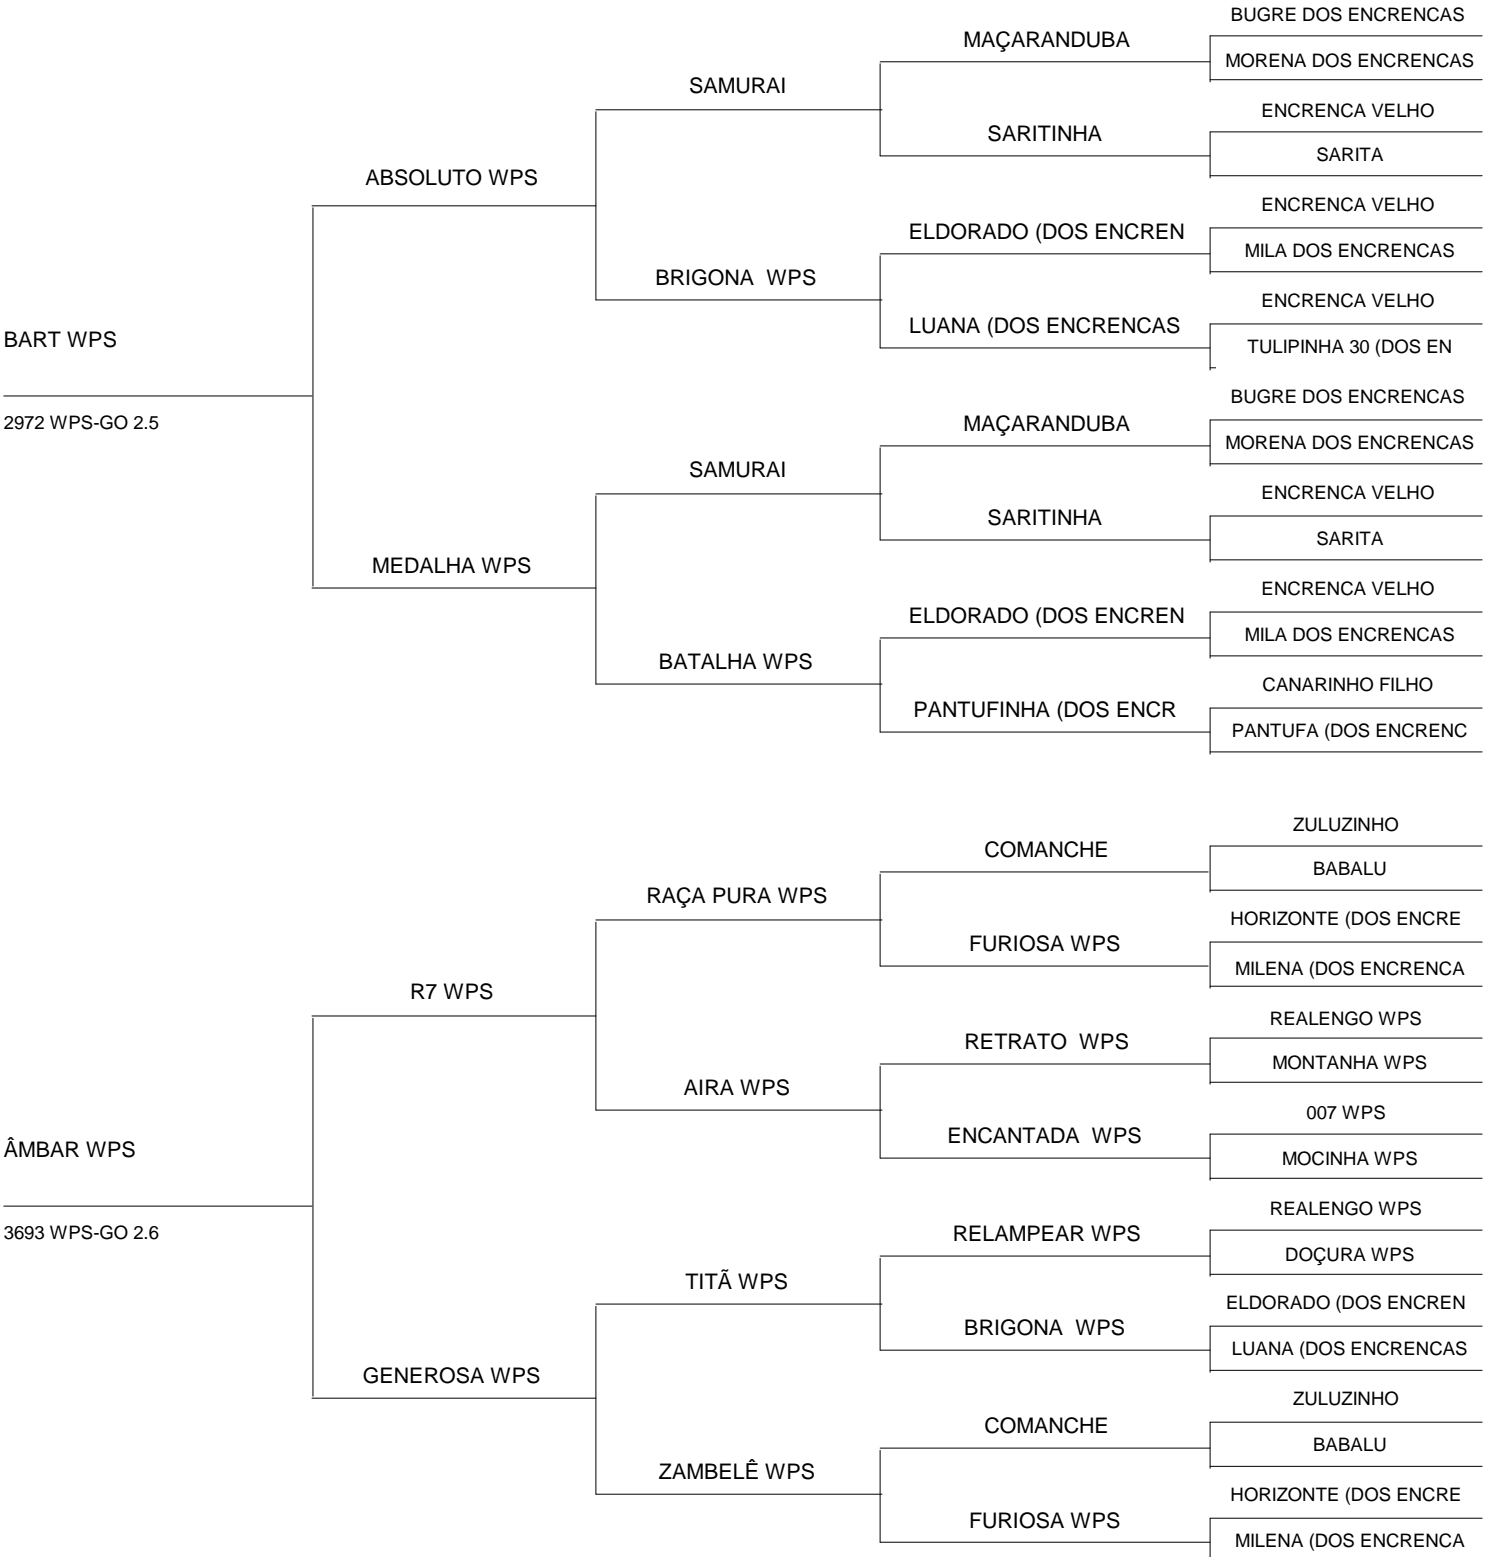 BUGRE DOS ENCRENCAS
MAÇARANDUBA
MORENA DOS ENCRENCAS
SAMURAI
ENCRENCA VELHO
SARITINHA
SARITA
ABSOLUTO WPS
ENCRENCA VELHO
ELDORADO (DOS ENCREN
MILA DOS ENCRENCAS
BRIGONA  WPS
ENCRENCA VELHO
LUANA (DOS ENCRENCAS
TULIPINHA 30 (DOS EN
BART WPS
2972 WPS-GO 2.5
BUGRE DOS ENCRENCAS
MAÇARANDUBA
MORENA DOS ENCRENCAS
SAMURAI
ENCRENCA VELHO
SARITINHA
SARITA
MEDALHA WPS
ENCRENCA VELHO
ELDORADO (DOS ENCREN
MILA DOS ENCRENCAS
BATALHA WPS
CANARINHO FILHO
PANTUFINHA (DOS ENCR
PANTUFA (DOS ENCRENC
ZULUZINHO
COMANCHE
BABALU
RAÇA PURA WPS
HORIZONTE (DOS ENCRE
FURIOSA WPS
MILENA (DOS ENCRENCA
R7 WPS
REALENGO WPS
RETRATO  WPS
MONTANHA WPS
AIRA WPS
007 WPS
ENCANTADA  WPS
MOCINHA WPS
ÂMBAR WPS
3693 WPS-GO 2.6
REALENGO WPS
RELAMPEAR WPS
DOÇURA WPS
TITÃ WPS
ELDORADO (DOS ENCREN
BRIGONA  WPS
LUANA (DOS ENCRENCAS
GENEROSA WPS
ZULUZINHO
COMANCHE
BABALU
ZAMBELÊ WPS
HORIZONTE (DOS ENCRE
FURIOSA WPS
MILENA (DOS ENCRENCA